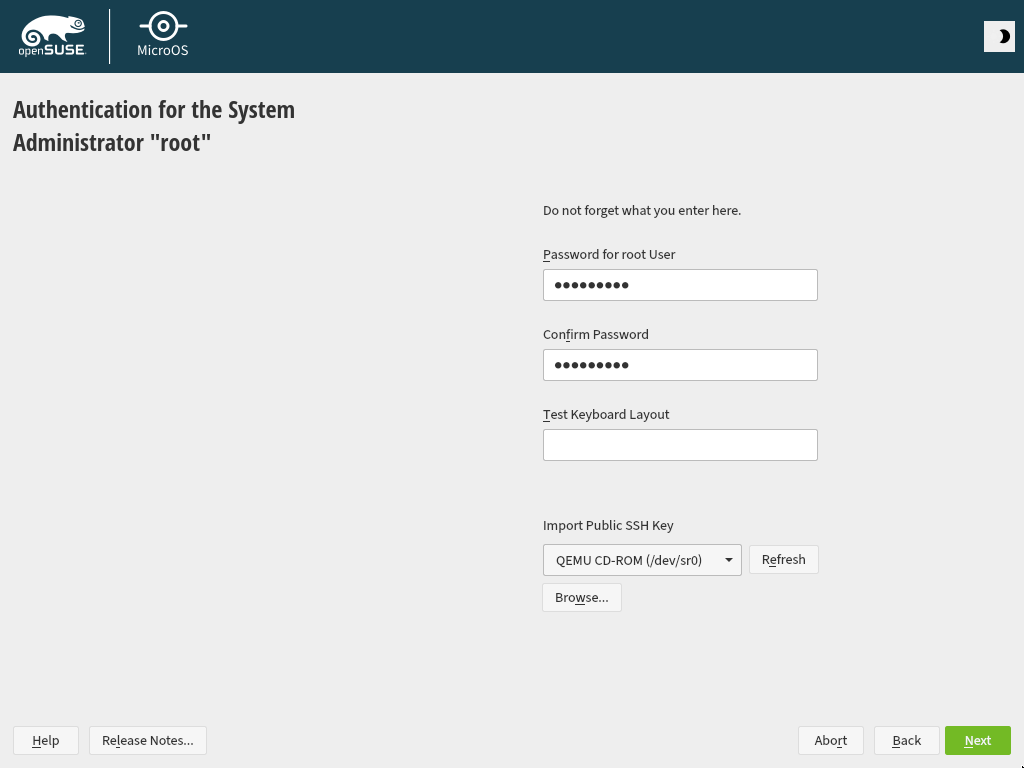 openSUSE
MicroOS
Authentication for the System
Administrator "root"
Do not forget what you enter here.
Password for root User
●●●●●●●●●
Confirm Password
●●●●●●●●●
Test Keyboard Layout
Import Public SSH Key
QEMU CD-ROM (/dev/sr0)
Refresh
Browse...
Help
Release Notes...
Abort
Back
Next